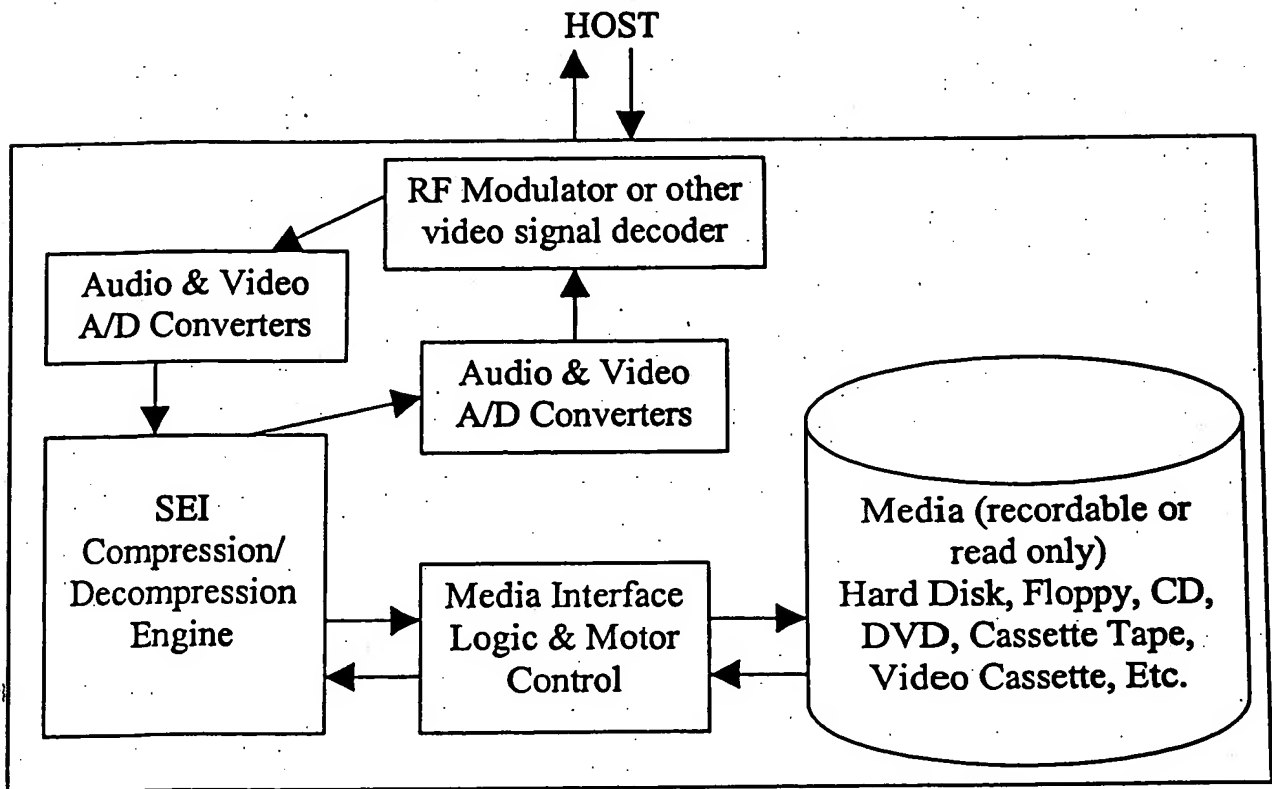 HOST
RF Modulator or other
video signal decoder
Audio & Video
A/D Converters
Audio & Video
A/D Converters
SEI
Compression/
Decompression
Engine
Media Interface
Logic & Motor
Control
Media (recordable or
read only)
Hard Disk, Floppy, CD,
DVD, Cassette Tape,
Video Cassette, Etc.